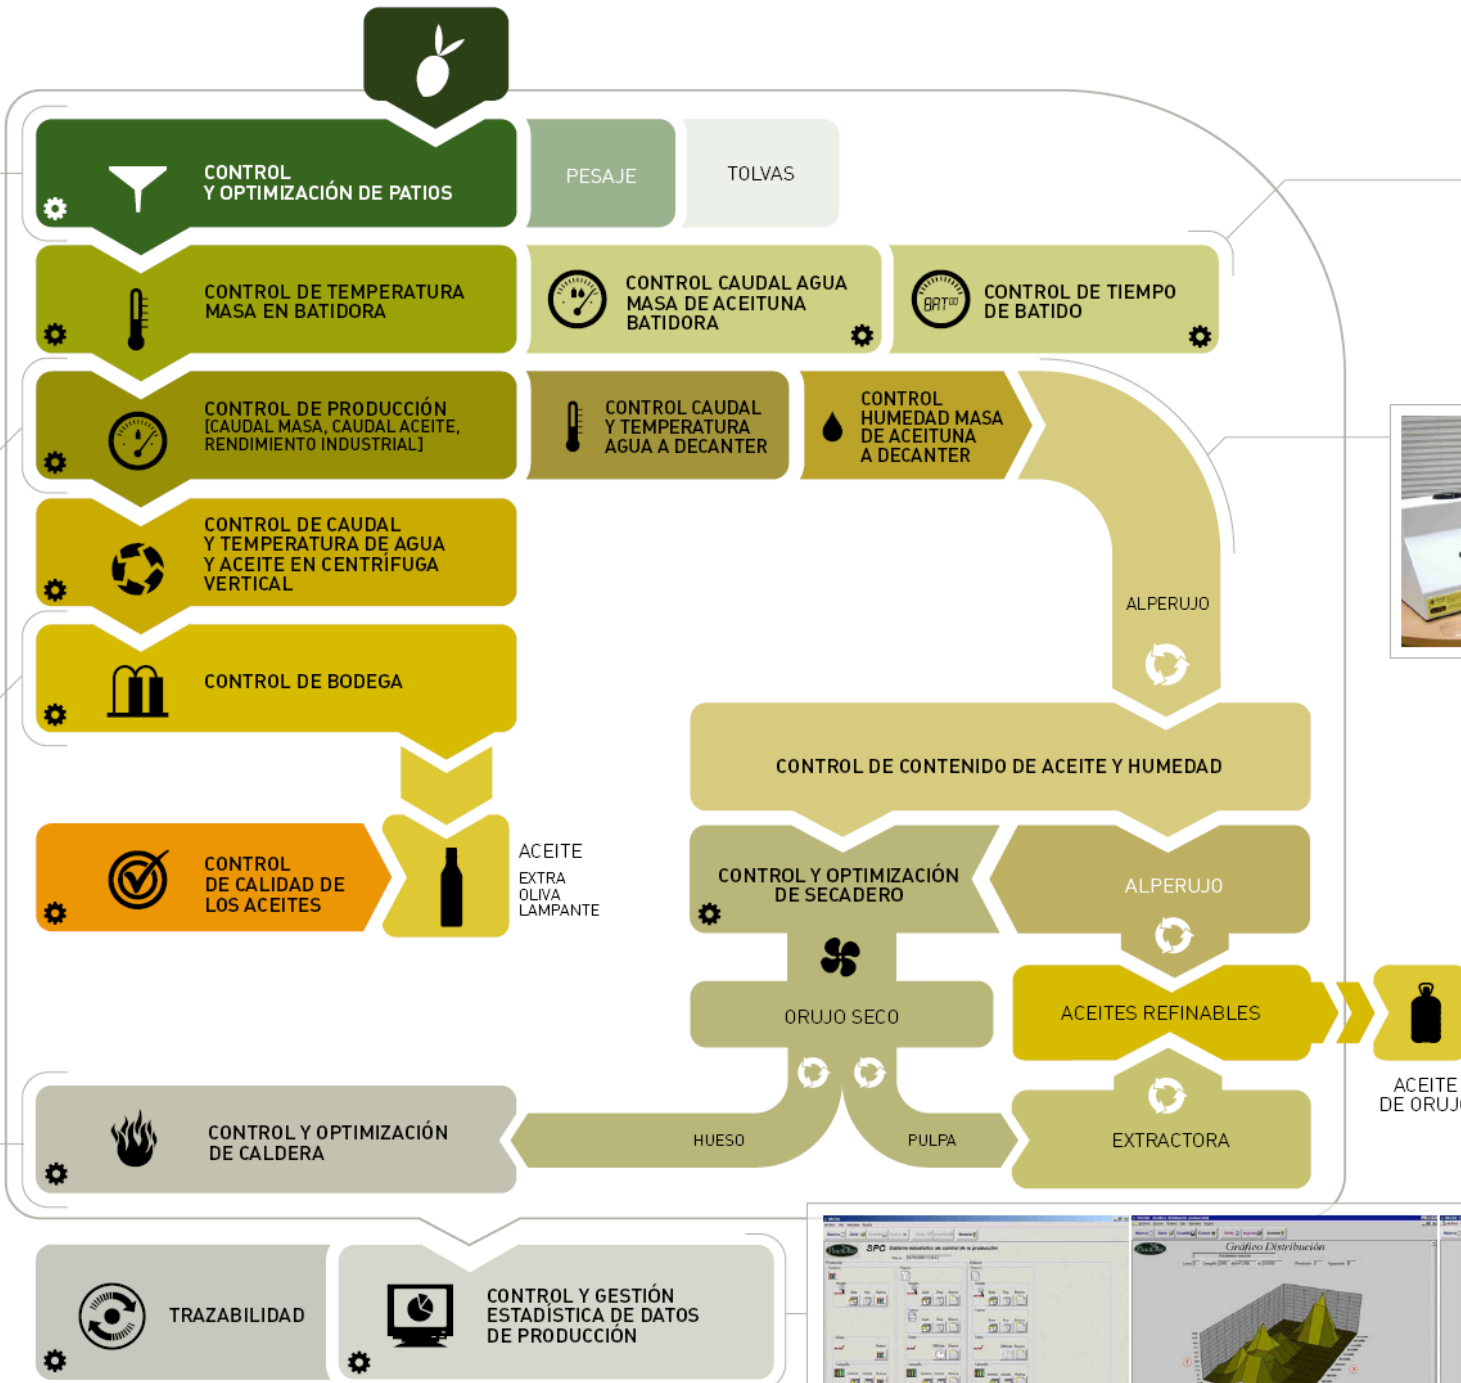 CONTROL
Y OPTIMIZACIÓN DE PATIOS
PESAJE
TOLVAS
CONTROL DE TEMPERATURA
MASA EN BATIDORA
CONTROL CAUDAL AGUA
MASA DE ACEITUNA
BATIDORA
CONTROL DE TIEMPO
DE BATIDO
CONTROL DE PRODUCCIÓN
[CAUDAL MASA, CAUDAL ACEITE,
RENDIMIENTO INDUSTRIAL]
CONTROL CAUDAL
Y TEMPERATURA
AGUA A DECANTER
CONTROL
HUMEDAD MASA
DE ACEITUNA
A DECANTER
CONTROL DE CAUDAL
Y TEMPERATURA DE AGUA
Y ACEITE EN CENTRÍFUGA
VERTICAL
ALPERUJO
CONTROL DE BODEGA
CONTROL DE CONTENIDO DE ACEITE Y HUMEDAD
CONTROL
DE CALIDAD DE
LOS ACEITES
ACEITE
EXTRA
OLIVA
LAMPANTE
CONTROL Y OPTIMIZACIÓN
DE SECADERO
ALPERUJO
ORUJO SECO
ACEITES REFINABLES
ACEITE
DE ORUJO
CONTROL Y OPTIMIZACIÓN
DE CALDERA
HUESO
PULPA
EXTRACTORA
TRAZABILIDAD
CONTROL Y GESTIÓN
ESTADÍSTICA DE DATOS
DE PRODUCCIÓN
SPC
Gráfico Distribución